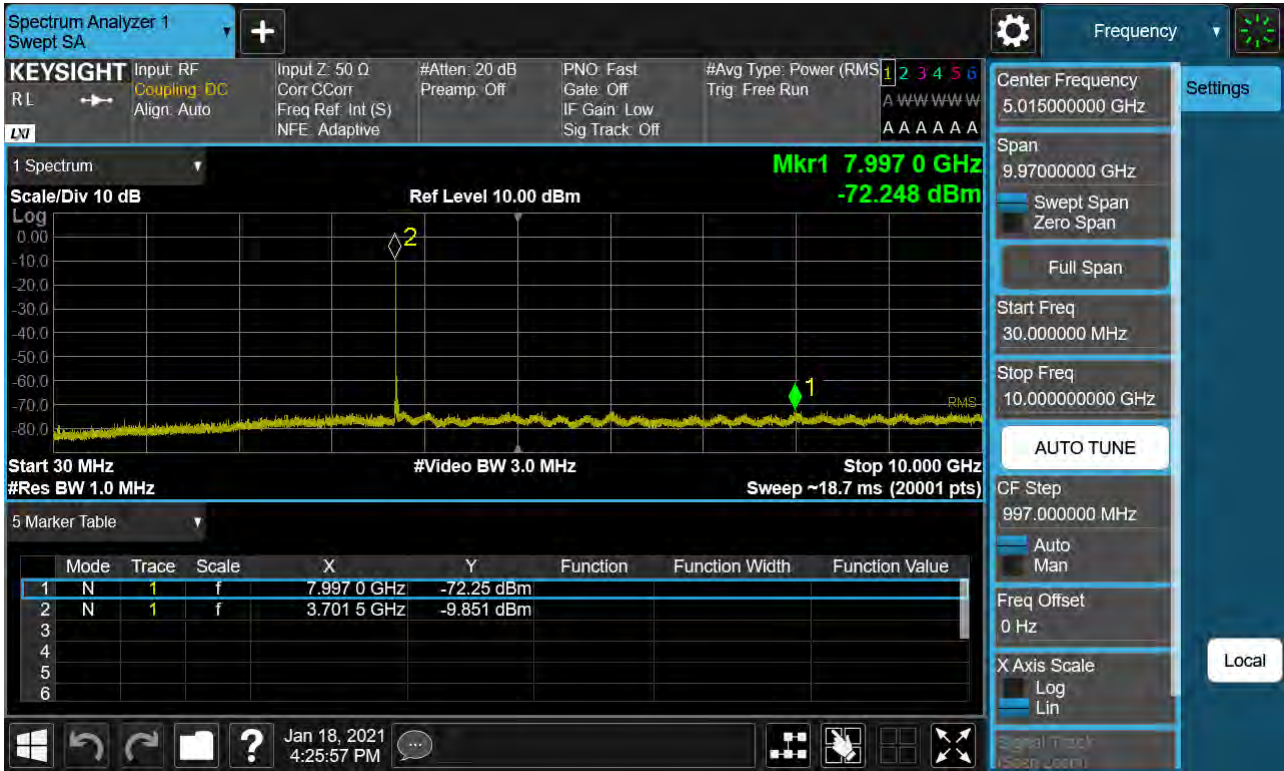 Spectrum Analyzer 1
Swept SA
Frequency
KEYSIGHT
RL
LXI
Input: RF
Coupling: DC
Align: Auto
Input Z: 50 Ω
Corr CCorr
Freq Ref: Int (S)
NFE: Adaptive
#Atten: 20 dB
Preamp: Off
PNO: Fast
Gate: Off
IF Gain: Low
Sig Track: Off
#Avg Type: Power (RMS
Trig: Free Run
1 2 3 4 5 6
A W W W W W
A A A A A A
1 Spectrum
Mkr1 7.997 0 GHz
Scale/Div 10 dB
Ref Level 10.00 dBm
-72.248 dBm
Log
0.00
-10.0
-20.0
-30.0
-40.0
-50.0
-60.0
-70.0
-80.0
2
1
RMS
Start 30 MHz
#Video BW 3.0 MHz
Stop 10.000 GHz
#Res BW 1.0 MHz
Sweep ~18.7 ms (20001 pts)
5 Marker Table
Mode Trace Scale X Y Function Function Width Function Value
1 N 1 f 7.997 0 GHz -72.25 dBm
2 N 1 f 3.701 5 GHz -9.851 dBm
3
4
5
6
Jan 18, 2021
4:25:57 PM
Center Frequency
5.015000000 GHz
Settings
Span
9.97000000 GHz
Swept Span
Zero Span
Full Span
Start Freq
30.000000 MHz
Stop Freq
10.000000000 GHz
AUTO TUNE
CF Step
997.000000 MHz
Auto
Man
Freq Offset
0 Hz
X Axis Scale
Log
Lin
Local
Signal Track
(Span Zoom)